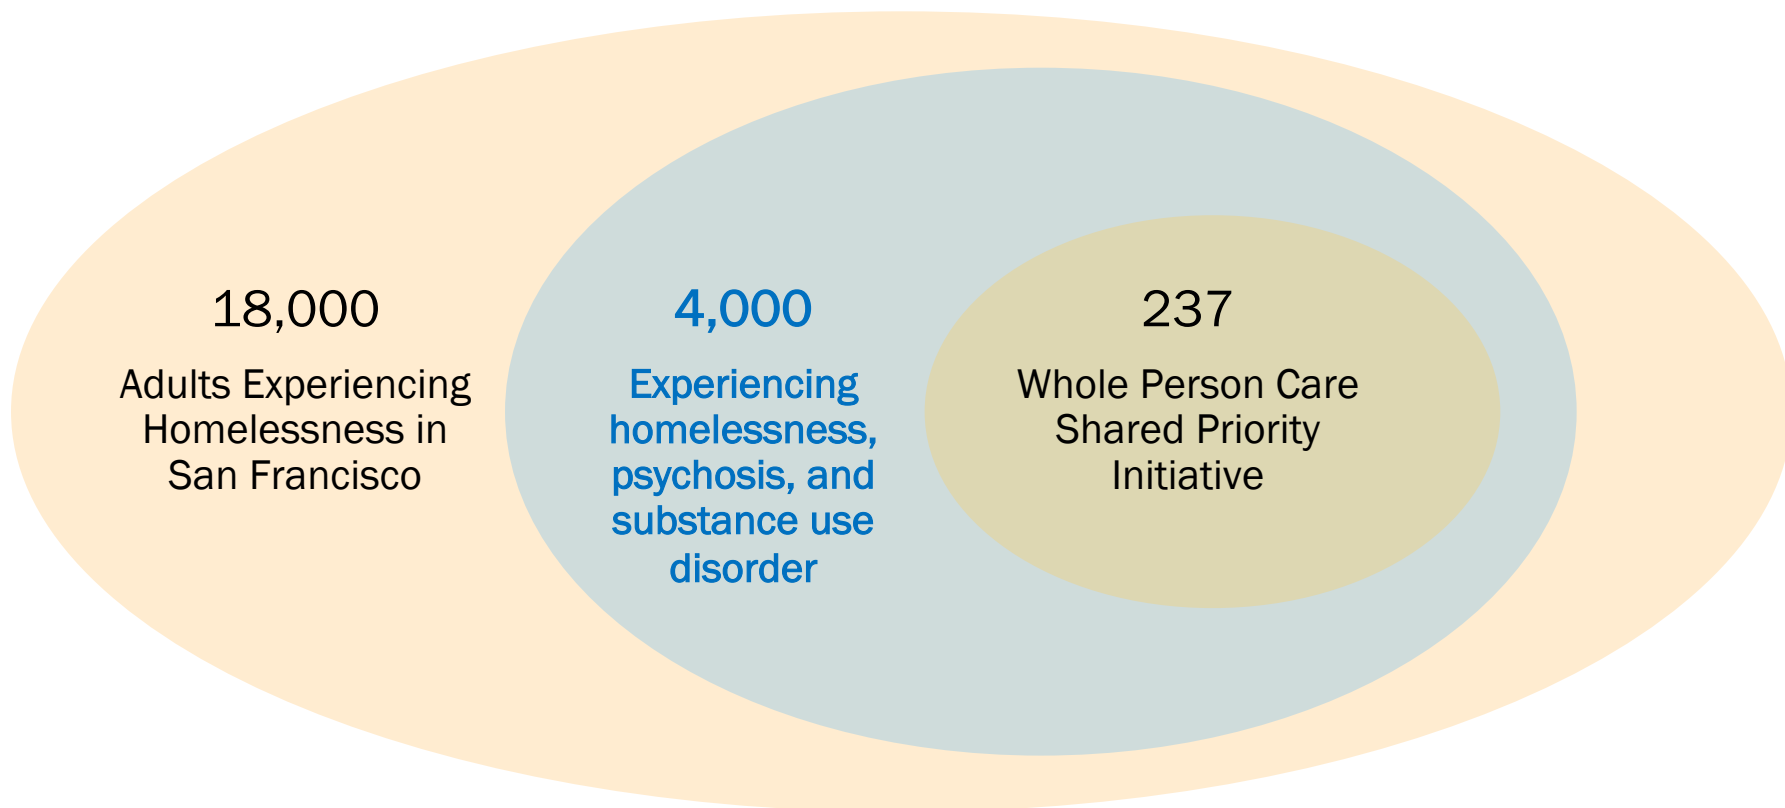 18,000
Adults Experiencing
Homelessness in
San Francisco
4,000
Experiencing
homelessness,
psychosis, and
substance use
disorder
237
Whole Person Care
Shared Priority
Initiative